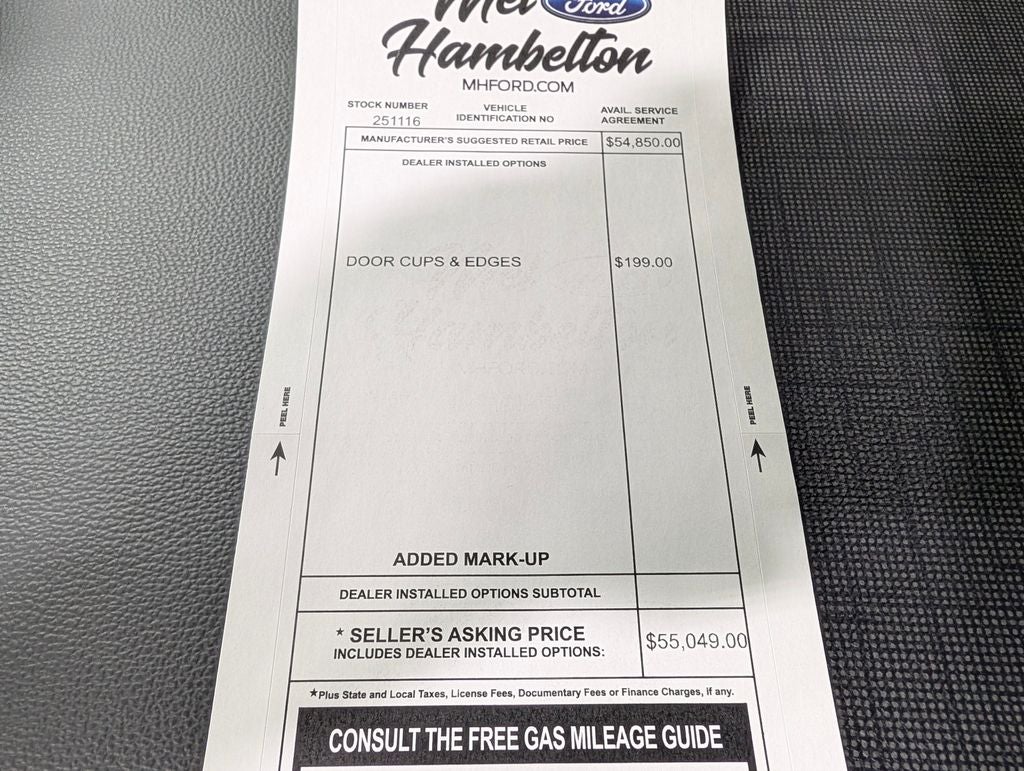 Mel Ford
Hambelton
MHFORD.COM
STOCK NUMBER
251116
VEHICLE
IDENTIFICATION NO
AVAIL. SERVICE
AGREEMENT
MANUFACTURER'S SUGGESTED RETAIL PRICE $54,850.00
DEALER INSTALLED OPTIONS
DOOR CUPS & EDGES $199.00
PEEL HERE
PEEL HERE
ADDED MARK-UP
DEALER INSTALLED OPTIONS SUBTOTAL
* SELLER'S ASKING PRICE
INCLUDES DEALER INSTALLED OPTIONS:
$55,049.00
*Plus State and Local Taxes, License Fees, Documentary Fees or Finance Charges, if any.
CONSULT THE FREE GAS MILEAGE GUIDE